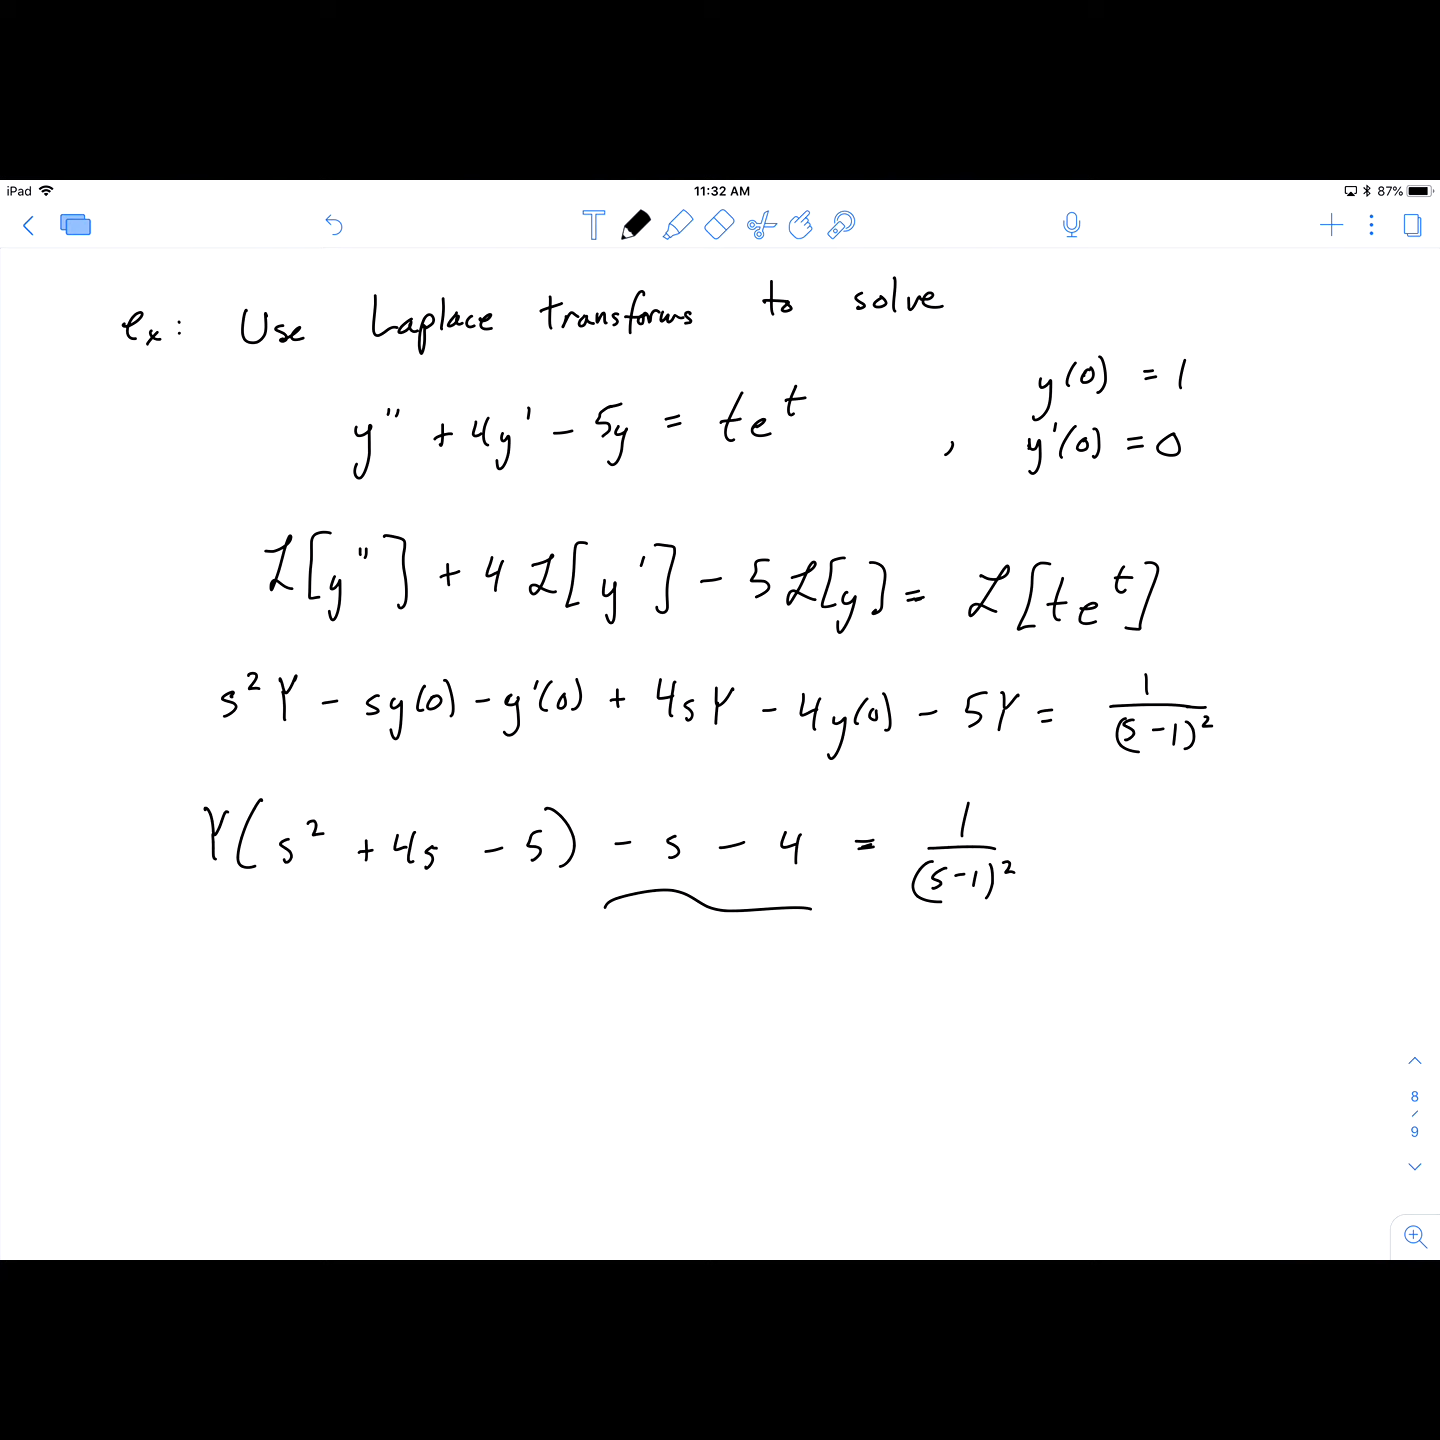 iPad
11:32 AM
87%
T
ex: Use Laplace transforms to solve
y'' + 4y' - 5y = te^t , y(0) = 1
y'(0) = 0
ℒ[y''] + 4ℒ[y'] - 5ℒ[y] = ℒ[te^t]
s²Y - sy(0) - y'(0) + 4sY - 4y(0) - 5Y = 1/(s-1)²
Y(s² + 4s - 5) - s - 4 = 1/(s-1)²
8
/
9